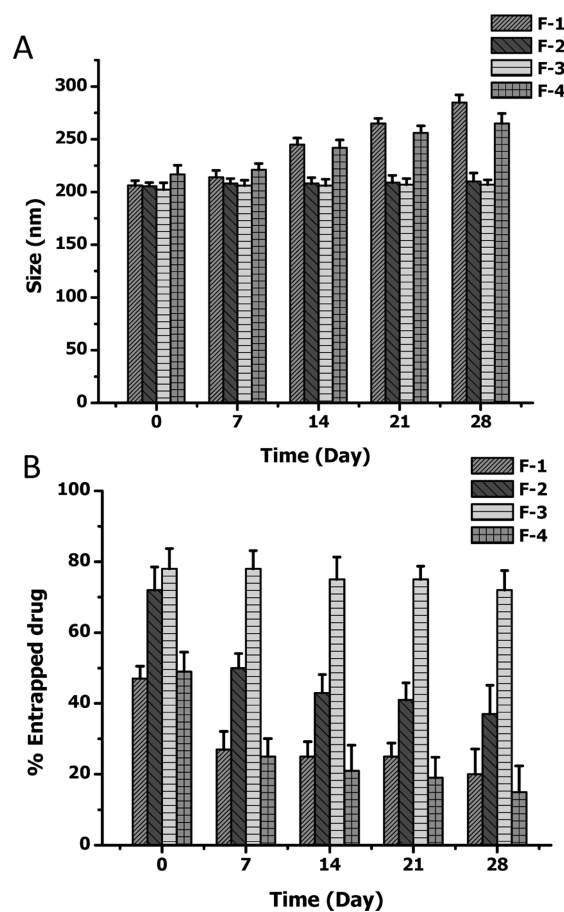 A
F-1
F-2
F-3
F-4
300
250
200
150
100
50
0
Size (nm)
0 7 14 21 28
Time (Day)
B
F-1
F-2
F-3
F-4
100
80
60
40
20
0
% Entrapped drug
0 7 14 21 28
Time (Day)